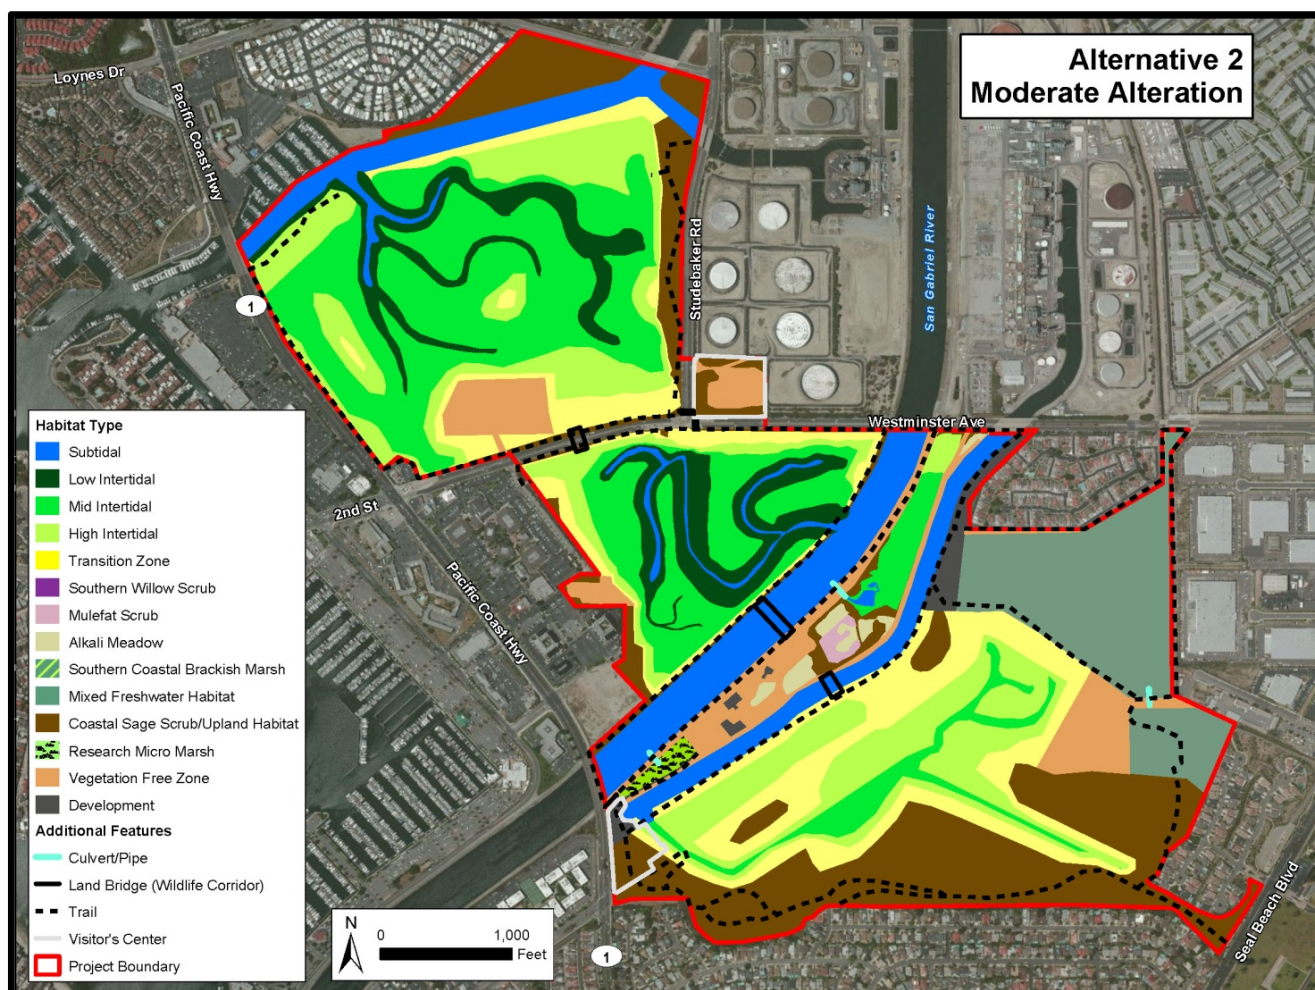 Alternative 2
Moderate Alteration
Loynes Dr
Pacific Coast Hwy
San Gabriel River
Studebaker Rd
1
Westminster Ave
2nd St
Pacific Coast Hwy
Habitat Type
Subtidal
Low Intertidal
Mid Intertidal
High Intertidal
Transition Zone
Southern Willow Scrub
Mulefat Scrub
Alkali Meadow
Southern Coastal Brackish Marsh
Mixed Freshwater Habitat
Coastal Sage Scrub/Upland Habitat
Research Micro Marsh
Vegetation Free Zone
Development
Additional Features
Culvert/Pipe
Land Bridge (Wildlife Corridor)
Trail
Visitor's Center
Project Boundary
N
0 1,000
Feet
1
Seal Beach Blvd